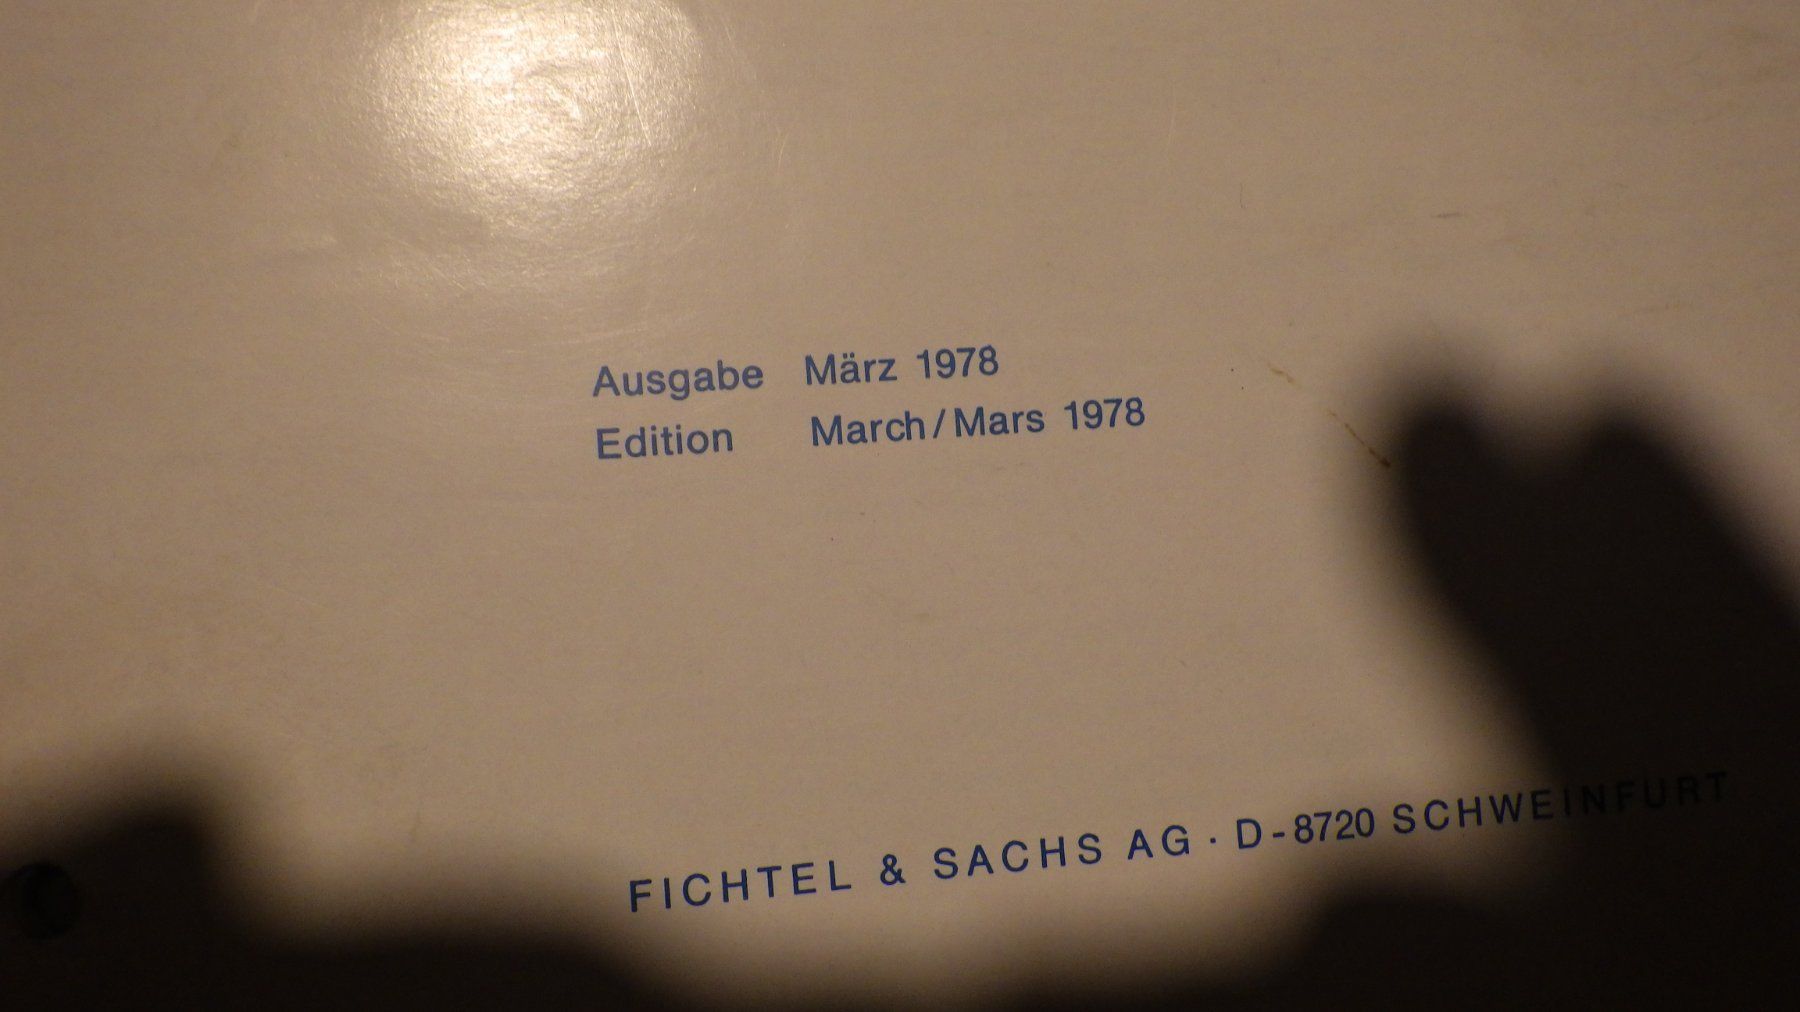 Ausgabe März 1978
Edition March/Mars 1978
FICHTEL & SACHS AG · D-8720 SCHWEINFURT